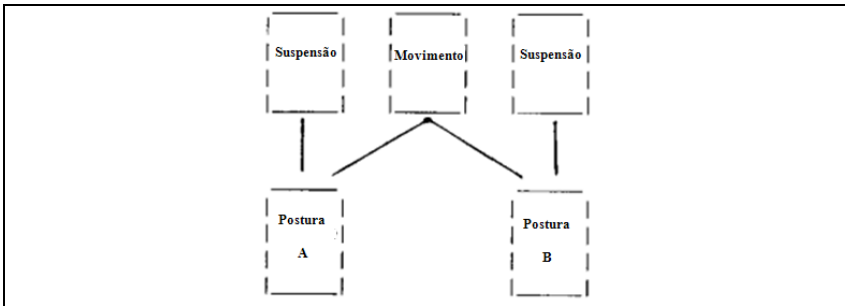 Suspensão
Movimento
Suspensão
Postura
A
Postura
B